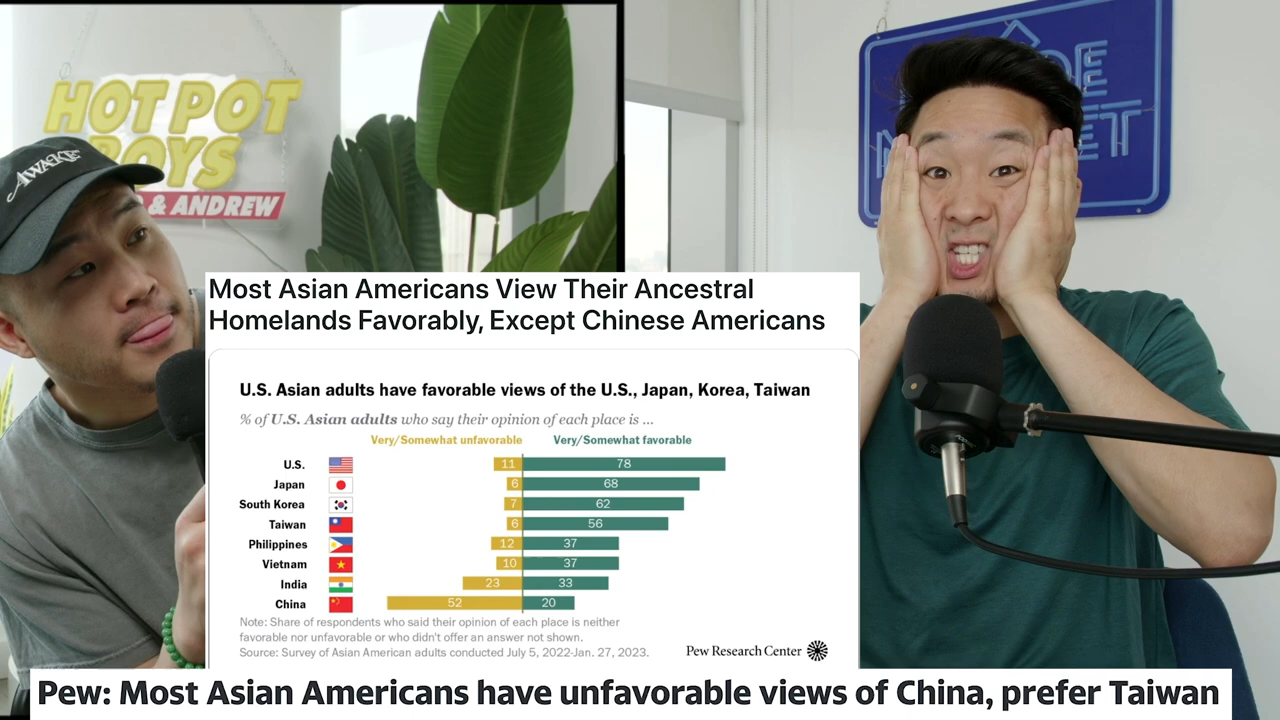 HOT POT
BOYS
& ANDREW
AWAKE
Most Asian Americans View Their Ancestral
Homelands Favorably, Except Chinese Americans
U.S. Asian adults have favorable views of the U.S., Japan, Korea, Taiwan
% of U.S. Asian adults who say their opinion of each place is ...
Very/Somewhat unfavorable Very/Somewhat favorable
U.S. 11 78
Japan 6 68
South Korea 7 62
Taiwan 6 56
Philippines 12 37
Vietnam 10 37
India 23 33
China 52 20
Note: Share of respondents who said their opinion of each place is neither
favorable nor unfavorable or who didn't offer an answer not shown.
Source: Survey of Asian American adults conducted July 5, 2022-Jan. 27, 2023.
Pew Research Center
Pew: Most Asian Americans have unfavorable views of China, prefer Taiwan